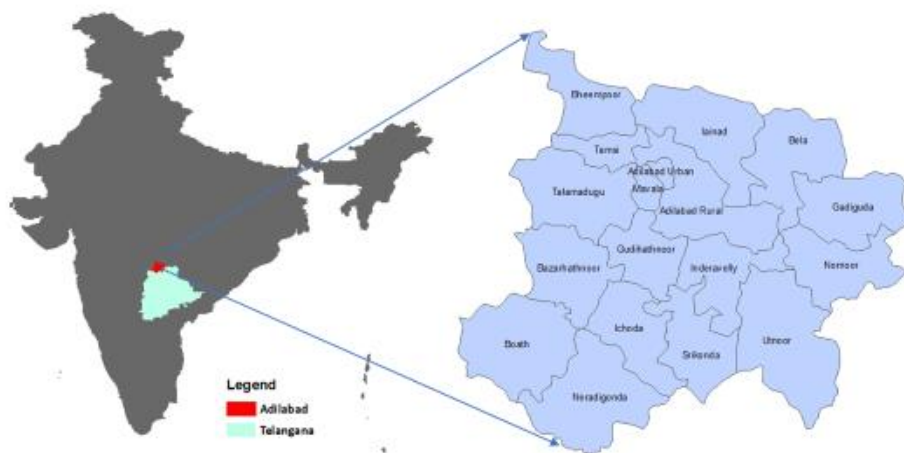 Bheempoor
Jainad
Bela
Tamsi
Adilabad Urban
Mavala
Talamadugu
Gadiguda
Adilabad Rural
Gudihathnoor
Bazarhathnoor
Inderavelly
Narnoor
Ichoda
Boath
Utnoor
Sirikonda
Neradigonda
Legend
Adilabad
Telangana